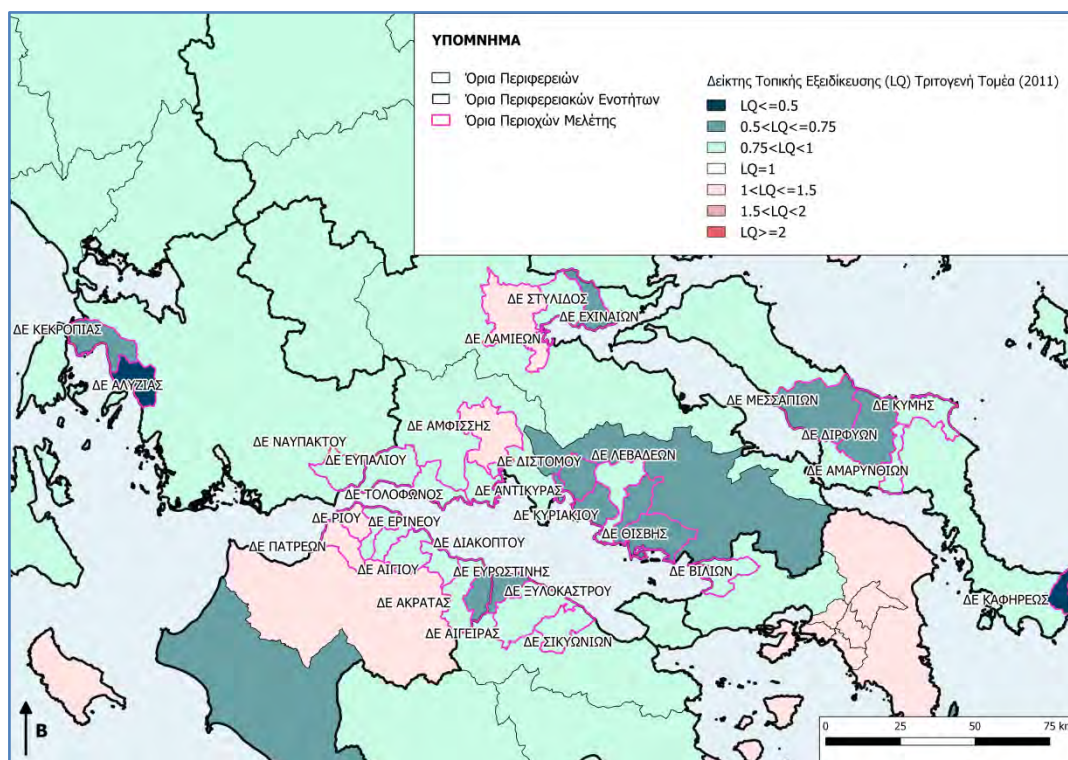 ΥΠΟΜΝΗΜΑ
Όρια Περιφερειών
Όρια Περιφερειακών Ενοτήτων
Όρια Περιοχών Μελέτης
Δείκτης Τοπικής Εξειδίκευσης (LQ) Τριτογενή Τομέα (2011)
LQ<=0.5
0.5<LQ<=0.75
0.75<LQ<1
LQ=1
1<LQ<=1.5
1.5<LQ<2
LQ>=2
ΔΕ ΣΤΥΛΙΔΟΣ
ΔΕ ΕΧΙΝΑΙΩΝ
ΔΕ ΚΕΚΡΟΠΙΑΣ
ΔΕ ΛΑΜΙΕΩΝ
ΔΕ ΑΛΥΖΙΑΣ
ΔΕ ΜΕΣΣΑΠΙΩΝ
ΔΕ ΚΥΜΗΣ
ΔΕ ΑΜΦΙΣΣΗΣ
ΔΕ ΔΙΡΦΥΩΝ
ΔΕ ΝΑΥΠΑΚΤΟΥ
ΔΕ ΕΥΠΑΛΙΟΥ
ΔΕ ΔΙΣΤΟΜΟΥ
ΔΕ ΛΕΒΑΔΕΩΝ
ΔΕ ΑΜΑΡΥΝΘΙΩΝ
ΔΕ ΤΟΛΟΦΩΝΟΣ
ΔΕ ΑΝΤΙΚΥΡΑΣ
ΔΕ ΡΙΟΥ
ΔΕ ΕΡΙΝΕΟΥ
ΔΕ ΚΥΡΙΑΚΙΟΥ
ΔΕ ΘΙΣΒΗΣ
ΔΕ ΠΑΤΡΕΩΝ
ΔΕ ΔΙΑΚΟΠΤΟΥ
ΔΕ ΑΙΓΙΟΥ
ΔΕ ΕΥΡΩΣΤΙΝΗΣ
ΔΕ ΒΙΛΙΩΝ
ΔΕ ΞΥΛΟΚΑΣΤΡΟΥ
ΔΕ ΑΚΡΑΤΑΣ
ΔΕ ΚΑΦΗΡΕΩΣ
ΔΕ ΑΙΓΕΙΡΑΣ
ΔΕ ΣΙΚΥΩΝΙΩΝ
Β
0 25 50 75 km